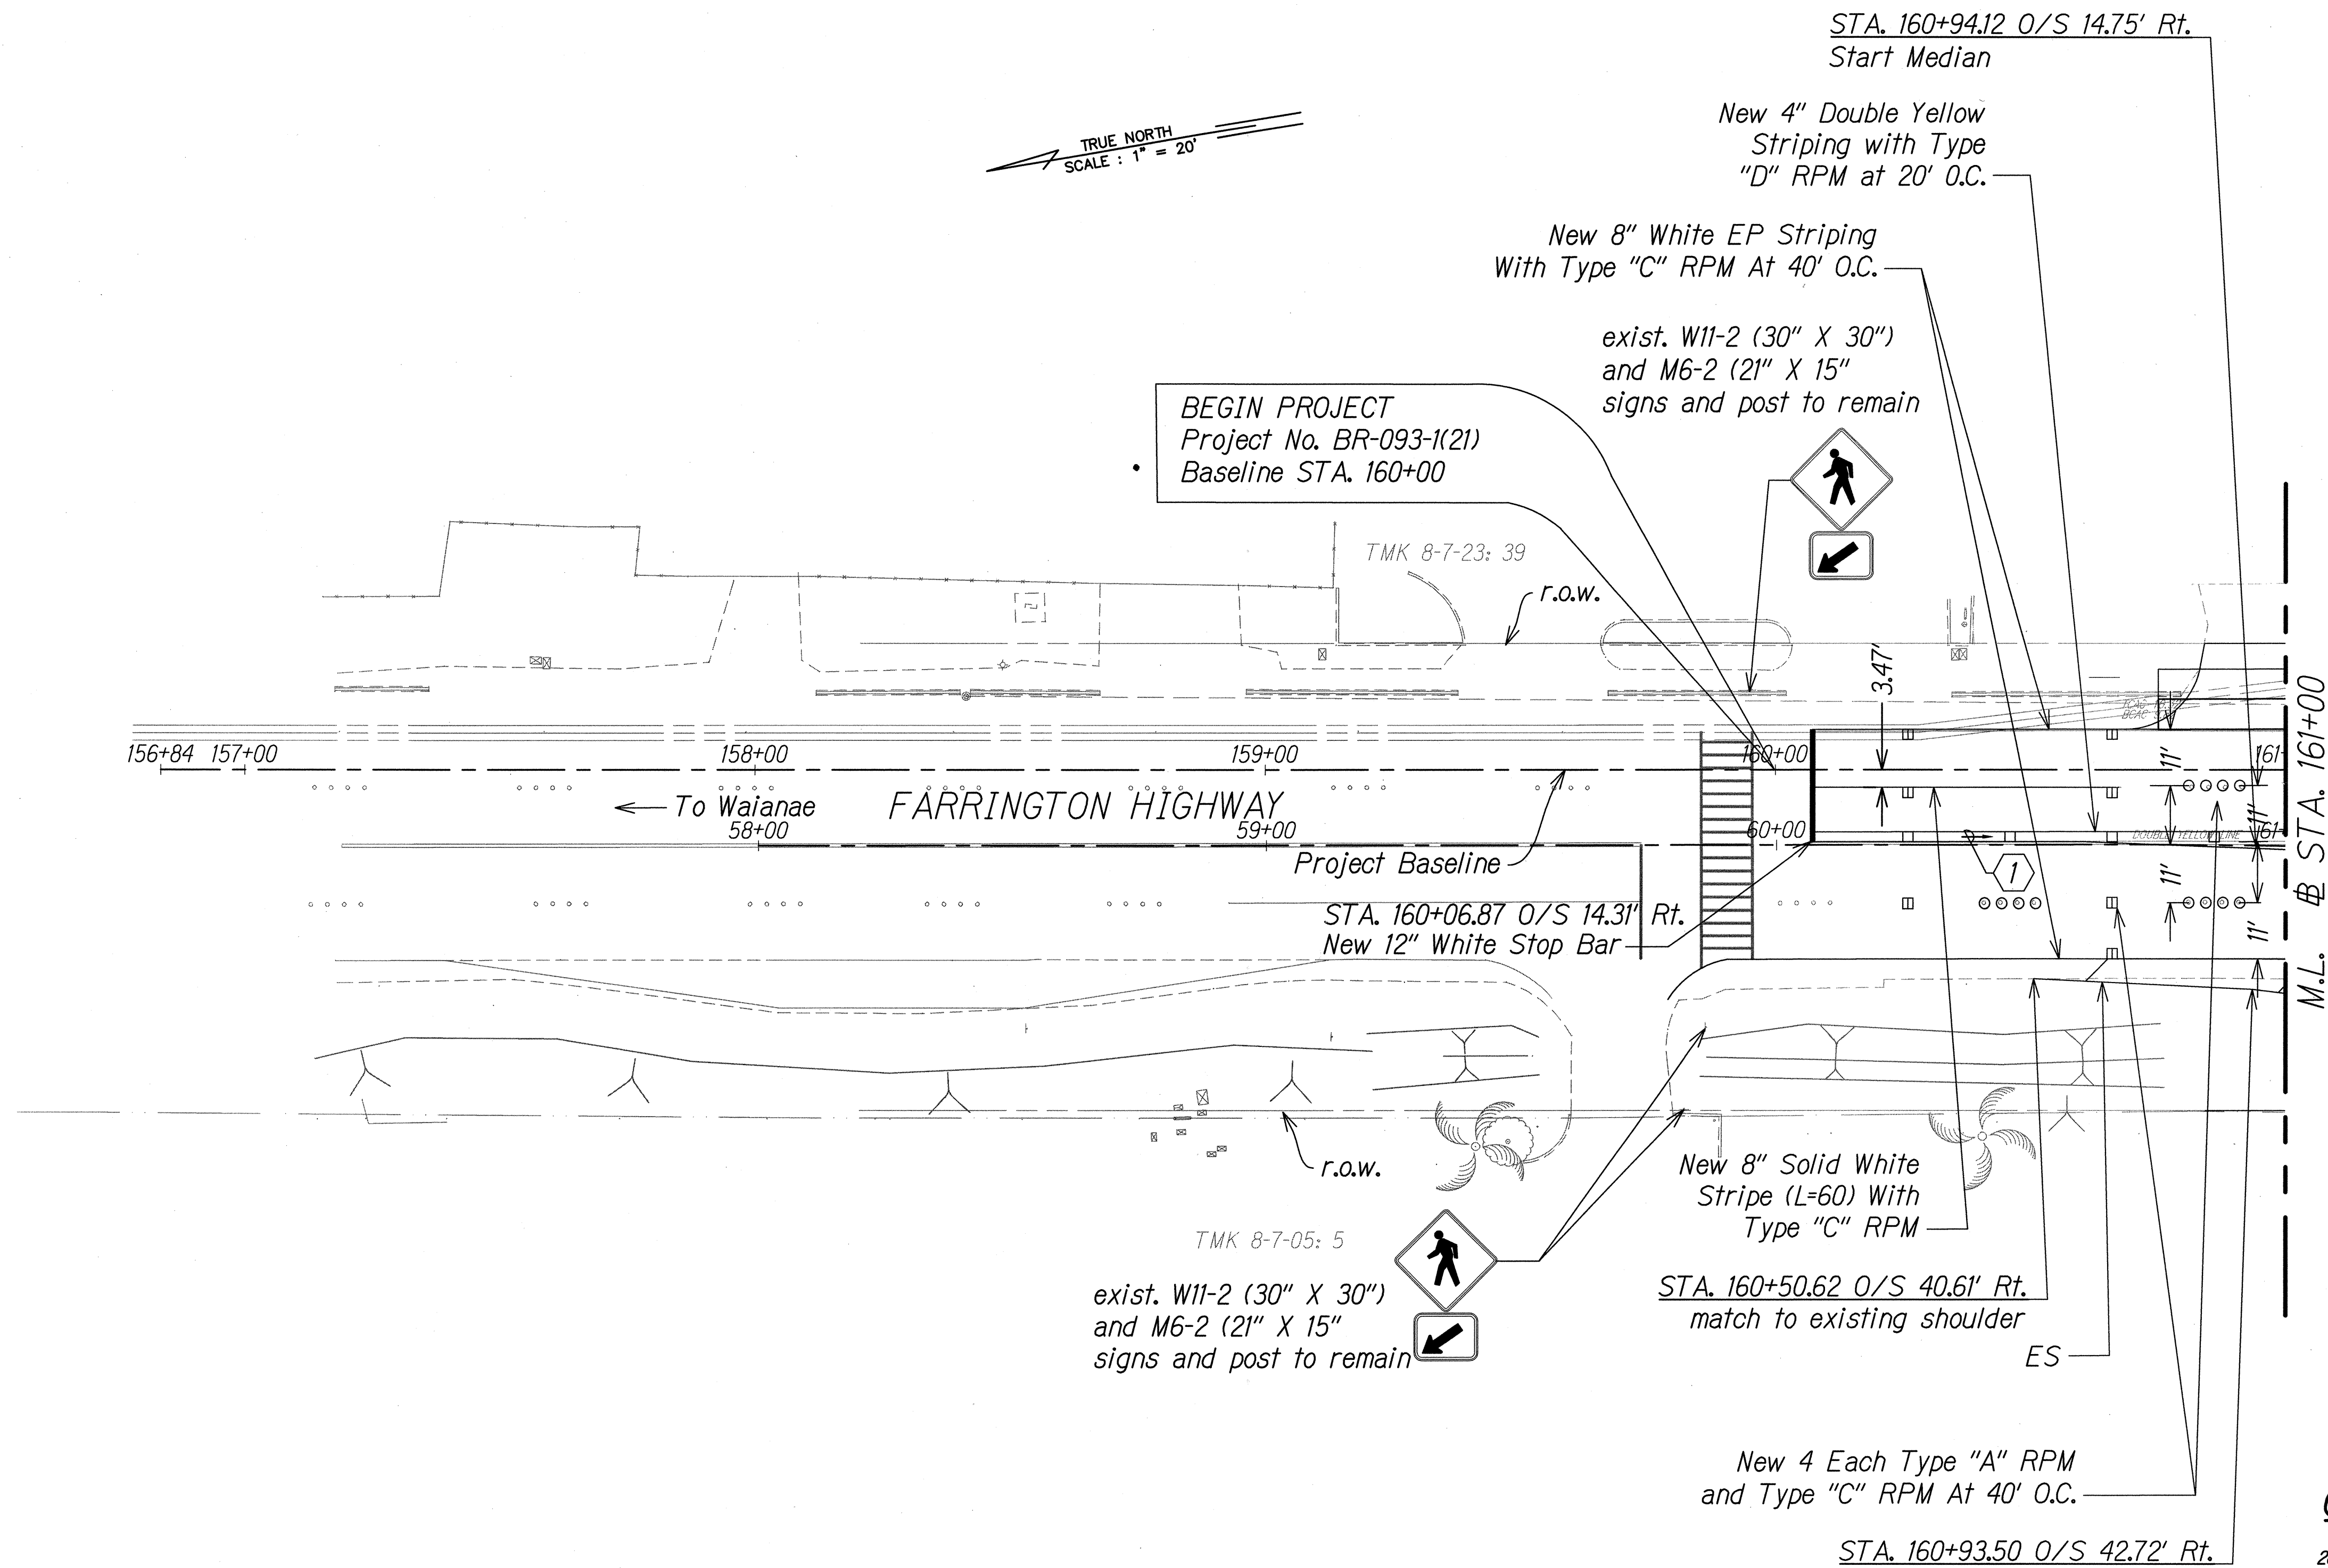 STA. 160+94.12 O/S 14.75' Rt.
Start Median
New 4" Double Yellow
Striping with Type
"D" RPM at 20' O.C.
TRUE NORTH
SCALE : 1" = 20'
New 8" White EP Striping
With Type "C" RPM At 40' O.C.
exist. W11-2 (30" X 30")
and M6-2 (21" X 15"
signs and post to remain
BEGIN PROJECT
Project No. BR-093-1(21)
Baseline STA. 160+00
TMK 8-7-23: 39
r.o.w.
3.47'
156+84 157+00
158+00
159+00
160+00
161+
11'
To Waianae
FARRINGTON HIGHWAY
58+00
59+00
60+00
DOUBLE YELLOW LINE
61+
11'
Project Baseline
1
11'
11'
M.L. BL STA. 161+00
STA. 160+06.87 O/S 14.31' Rt.
New 12" White Stop Bar
r.o.w.
New 8" Solid White
Stripe (L=60) With
Type "C" RPM
TMK 8-7-05: 5
exist. W11-2 (30" X 30")
and M6-2 (21" X 15"
signs and post to remain
STA. 160+50.62 O/S 40.61' Rt.
match to existing shoulder
ES
New 4 Each Type "A" RPM
and Type "C" RPM At 40' O.C.
STA. 160+93.50 O/S 42.72' Rt.